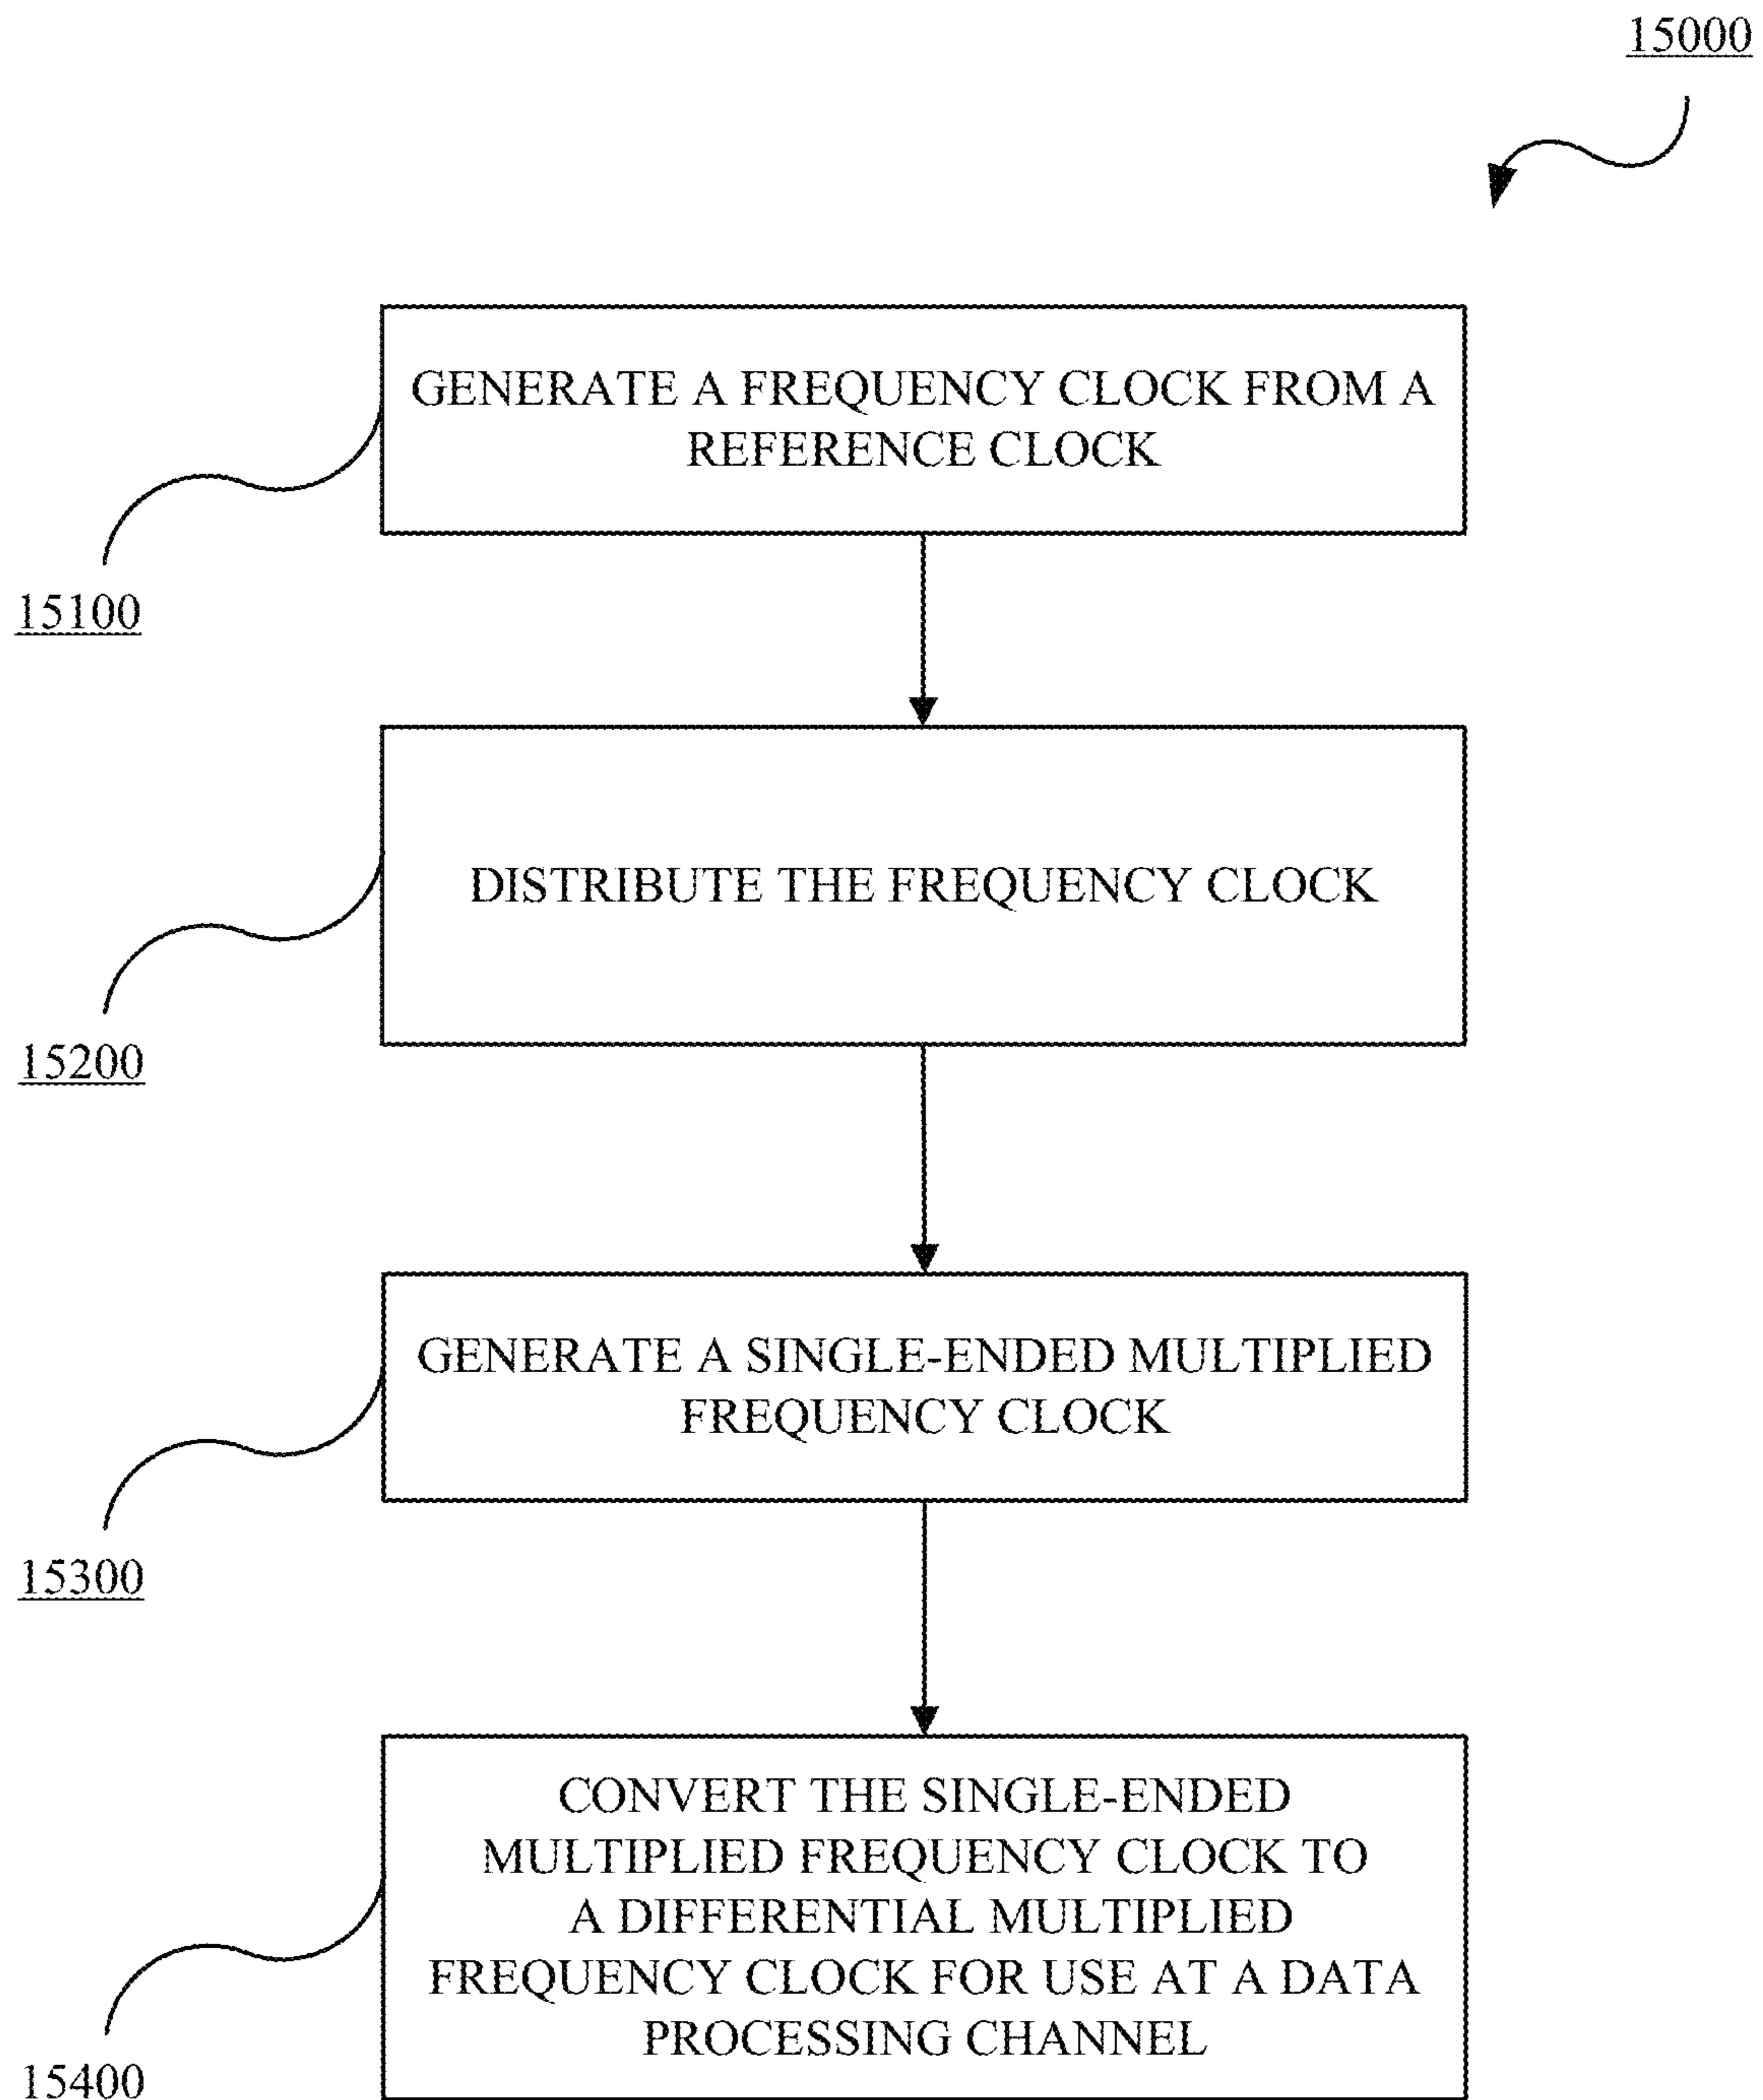 15000
GENERATE A FREQUENCY CLOCK FROM A
REFERENCE CLOCK
15100
DISTRIBUTE THE FREQUENCY CLOCK
15200
GENERATE A SINGLE-ENDED MULTIPLIED
FREQUENCY CLOCK
15300
CONVERT THE SINGLE-ENDED
MULTIPLIED FREQUENCY CLOCK TO
A DIFFERENTIAL MULTIPLIED
FREQUENCY CLOCK FOR USE AT A DATA
PROCESSING CHANNEL
15400